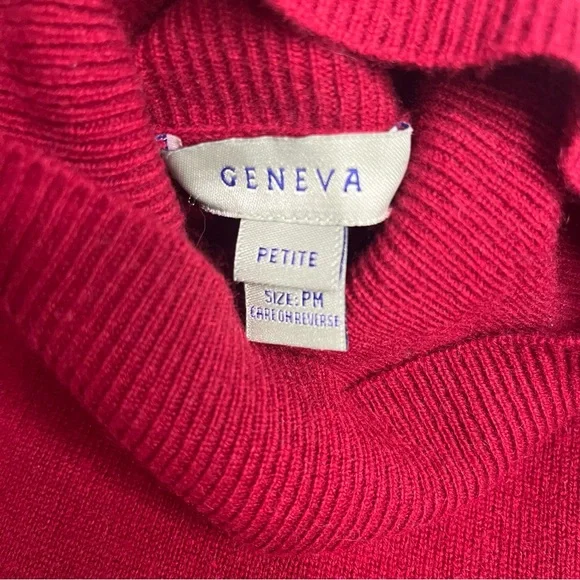 GENEVA
PETITE
SIZE: PM
CARE ON REVERSE